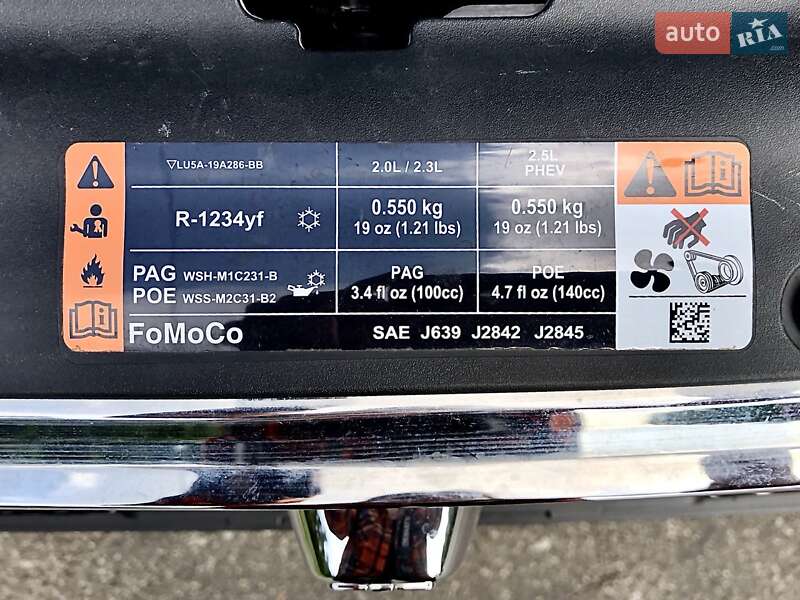 auto RIA .com
▽LU5A-19A286-BB
2.0L / 2.3L
2.5L
PHEV
R-1234yf
0.550 kg
19 oz (1.21 lbs)
0.550 kg
19 oz (1.21 lbs)
PAG WSH-M1C231-B
POE WSS-M2C31-B2
PAG
3.4 fl oz (100cc)
POE
4.7 fl oz (140cc)
FoMoCo
SAE J639 J2842 J2845